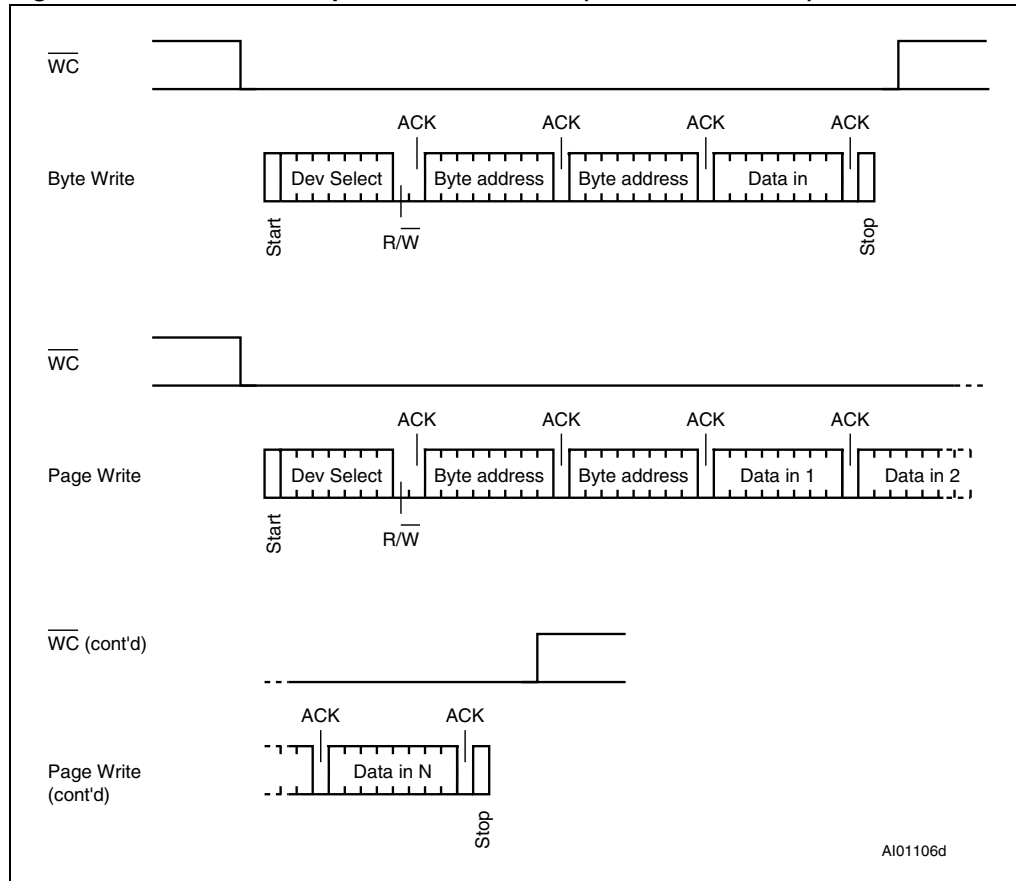 WC
ACK ACK ACK ACK
Byte Write
Dev Select Byte address Byte address Data in
Start
R/W
Stop
WC
ACK ACK ACK ACK
Page Write
Dev Select Byte address Byte address Data in 1 Data in 2
Start
R/W
WC (cont'd)
ACK ACK
Page Write
(cont'd)
Data in N
Stop
AI01106d